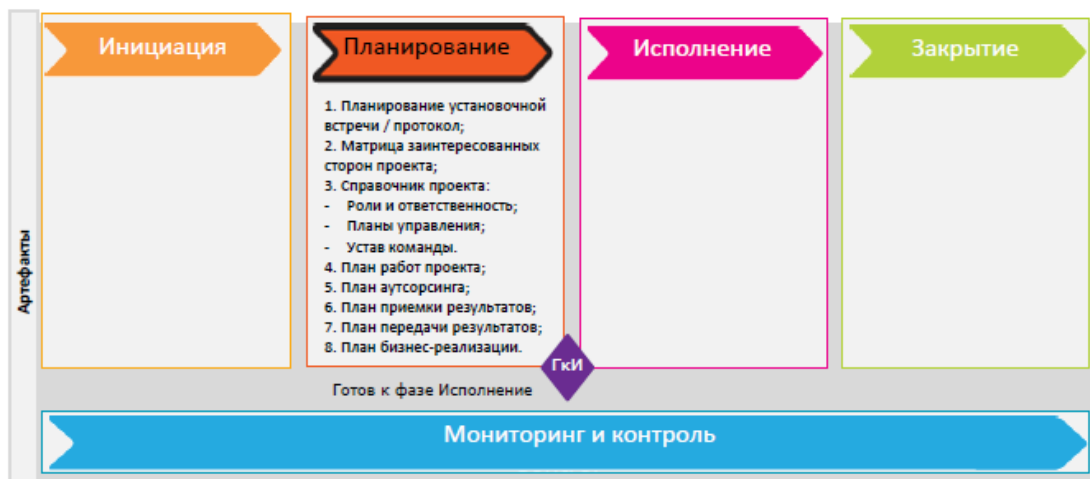 Инициация
Планирование
Исполнение
Закрытие
1. Планирование установочной
встречи / протокол;
2. Матрица заинтересованных
сторон проекта;
3. Справочник проекта:
- Роли и ответственность;
- Планы управления;
- Устав команды.
4. План работ проекта;
5. План аутсорсинга;
6. План приемки результатов;
7. План передачи результатов;
8. План бизнес-реализации.
ГкИ
Готов к фазе Исполнение
Артефакты
Мониторинг и контроль